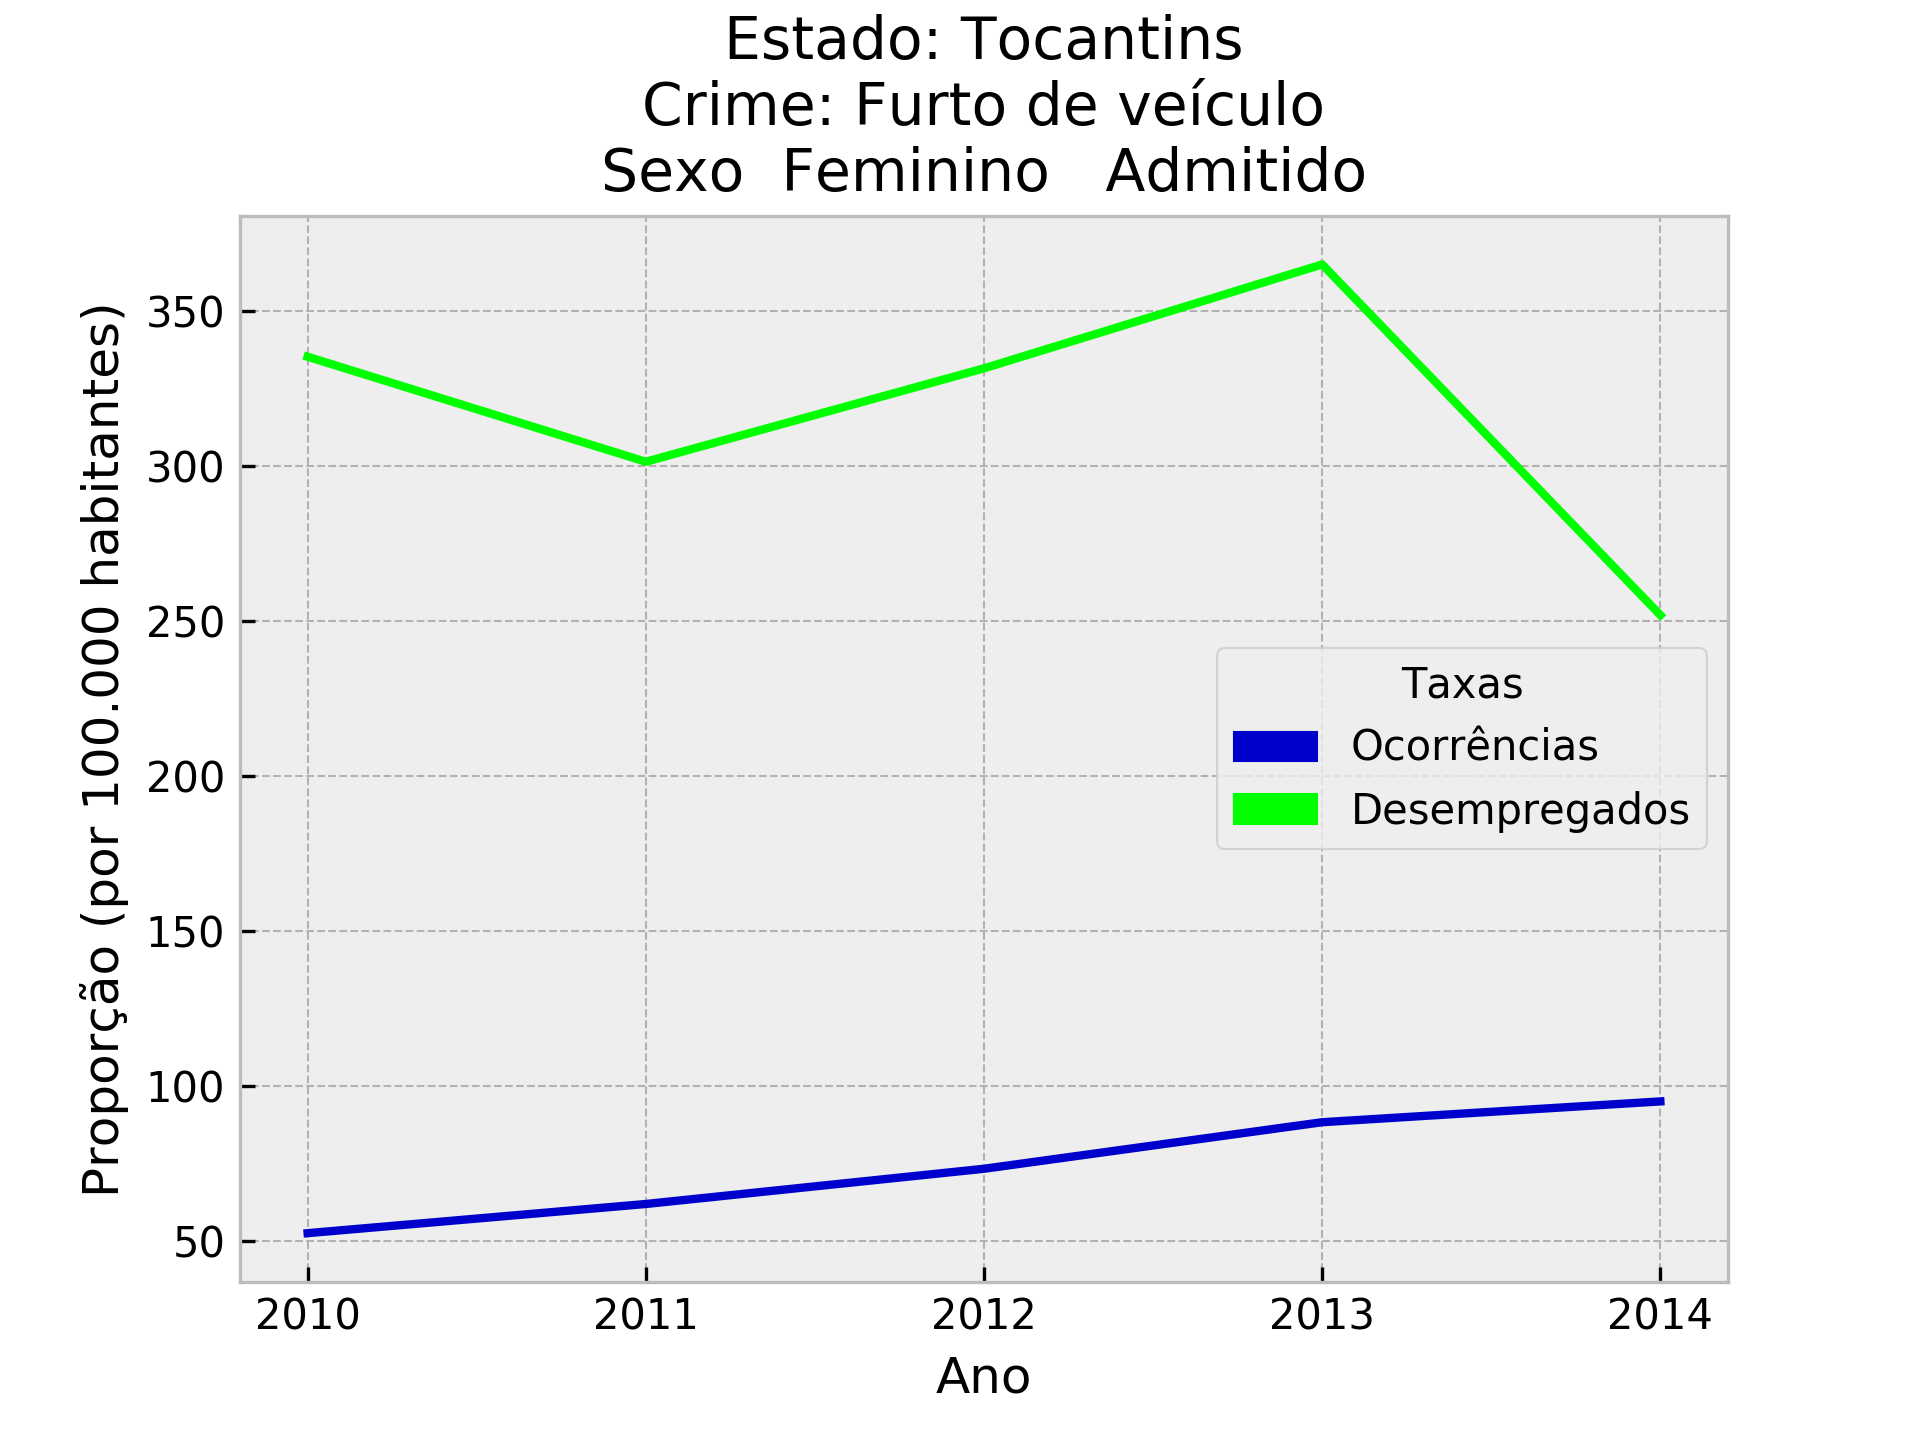 Estado: Tocantins
Crime: Furto de veículo
Sexo  Feminino   Admitido
Proporção (por 100.000 habitantes)
350
300
250
200
150
100
50
Taxas
Ocorrências
Desempregados
2010 2011 2012 2013 2014
Ano